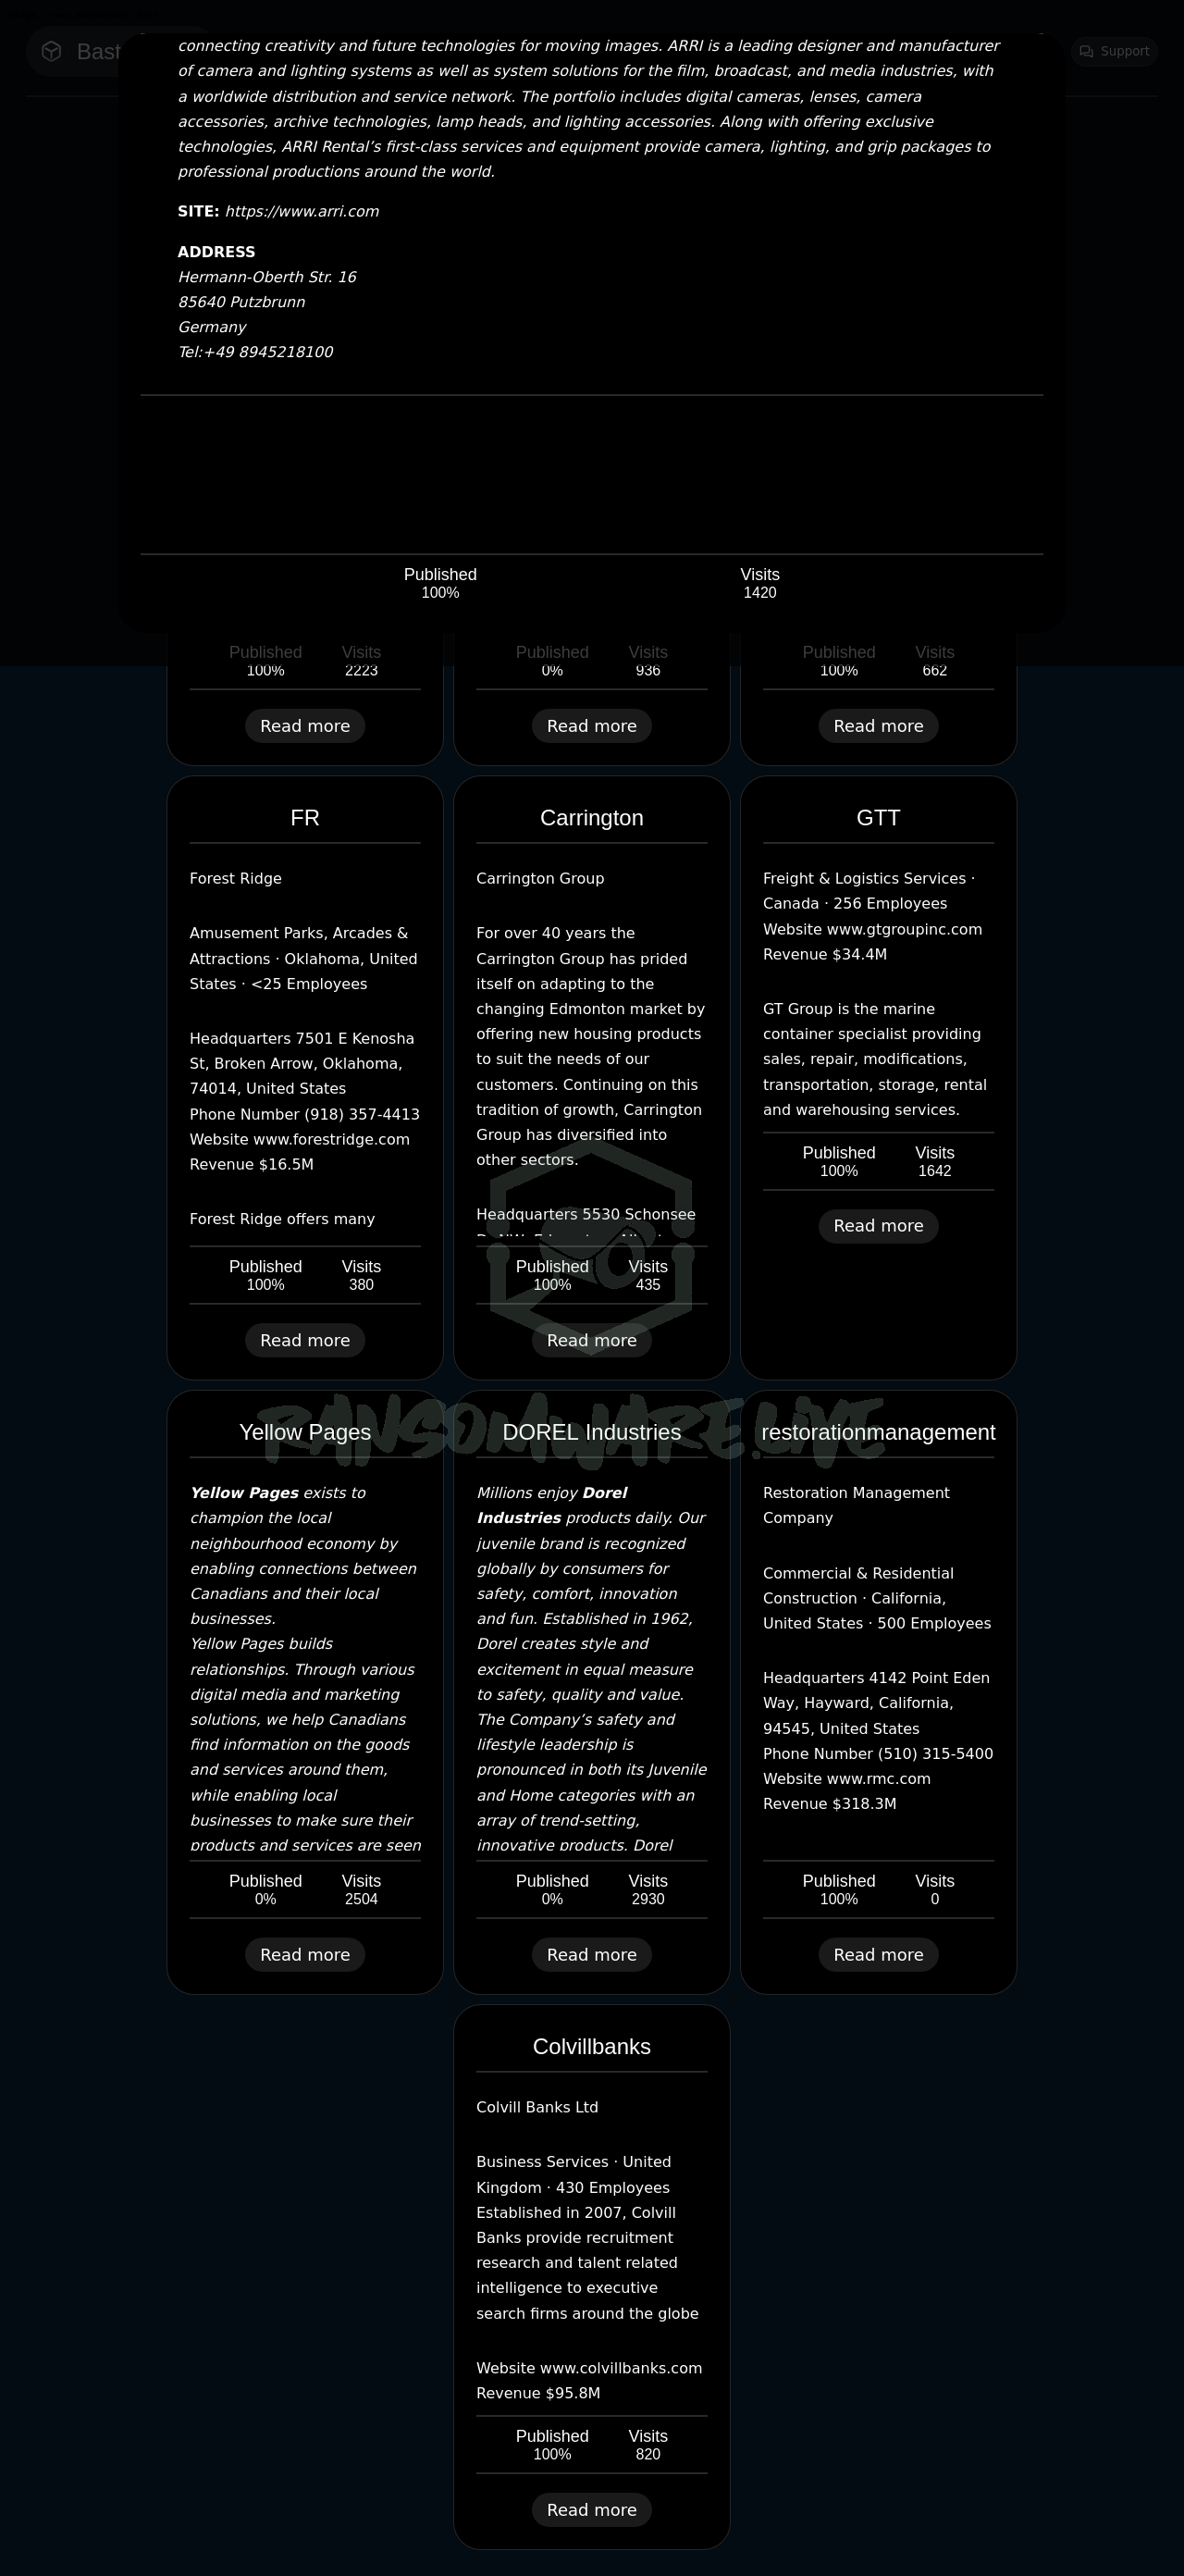 Bast
Support
connecting creativity and future technologies for moving images. ARRI is a leading designer and manufacturer
of camera and lighting systems as well as system solutions for the film, broadcast, and media industries, with
a worldwide distribution and service network. The portfolio includes digital cameras, lenses, camera
accessories, archive technologies, lamp heads, and lighting accessories. Along with offering exclusive
technologies, ARRI Rental’s first-class services and equipment provide camera, lighting, and grip packages to
professional productions around the world.
SITE: https://www.arri.com
ADDRESS
Hermann-Oberth Str. 16
85640 Putzbrunn
Germany
Tel:+49 8945218100
Published Visits
100% 1420
Published Visits
100% 2223
Read more
Published Visits
0% 936
Read more
Published Visits
100% 662
Read more
FR
Forest Ridge
Amusement Parks, Arcades &
Attractions · Oklahoma, United
States · <25 Employees
Headquarters 7501 E Kenosha
St, Broken Arrow, Oklahoma,
74014, United States
Phone Number (918) 357-4413
Website www.forestridge.com
Revenue $16.5M
Forest Ridge offers many
Published Visits
100% 380
Read more
Carrington
Carrington Group
For over 40 years the
Carrington Group has prided
itself on adapting to the
changing Edmonton market by
offering new housing products
to suit the needs of our
customers. Continuing on this
tradition of growth, Carrington
Group has diversified into
other sectors.
Headquarters 5530 Schonsee
Published Visits
100% 435
Read more
GTT
Freight & Logistics Services ·
Canada · 256 Employees
Website www.gtgroupinc.com
Revenue $34.4M
GT Group is the marine
container specialist providing
sales, repair, modifications,
transportation, storage, rental
and warehousing services.
Published Visits
100% 1642
Read more
RANSOMWARE.LIVE
Yellow Pages
Yellow Pages exists to
champion the local
neighbourhood economy by
enabling connections between
Canadians and their local
businesses.
Yellow Pages builds
relationships. Through various
digital media and marketing
solutions, we help Canadians
find information on the goods
and services around them,
while enabling local
businesses to make sure their
products and services are seen
Published Visits
0% 2504
Read more
DOREL Industries
Millions enjoy Dorel
Industries products daily. Our
juvenile brand is recognized
globally by consumers for
safety, comfort, innovation
and fun. Established in 1962,
Dorel creates style and
excitement in equal measure
to safety, quality and value.
The Company’s safety and
lifestyle leadership is
pronounced in both its Juvenile
and Home categories with an
array of trend-setting,
innovative products. Dorel
Published Visits
0% 2930
Read more
restorationmanagement
Restoration Management
Company
Commercial & Residential
Construction · California,
United States · 500 Employees
Headquarters 4142 Point Eden
Way, Hayward, California,
94545, United States
Phone Number (510) 315-5400
Website www.rmc.com
Revenue $318.3M
Published Visits
100% 0
Read more
Colvillbanks
Colvill Banks Ltd
Business Services · United
Kingdom · 430 Employees
Established in 2007, Colvill
Banks provide recruitment
research and talent related
intelligence to executive
search firms around the globe
Website www.colvillbanks.com
Revenue $95.8M
Published Visits
100% 820
Read more